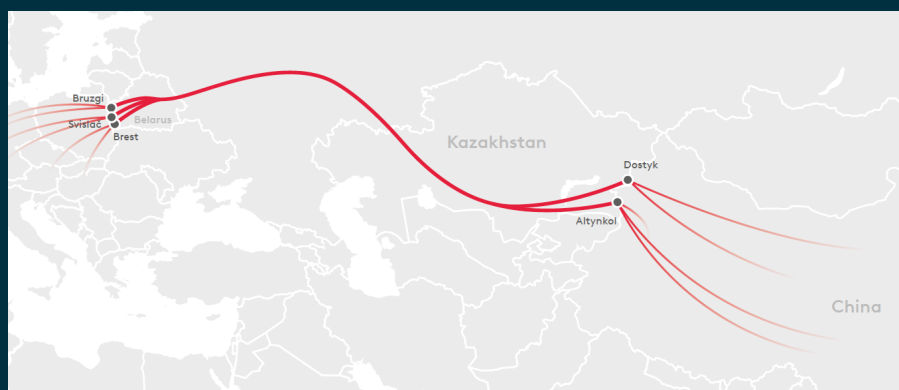 Bruzgi
Svislač
Belarus
Brest
Kazakhstan
Dostyk
Altynkol
China